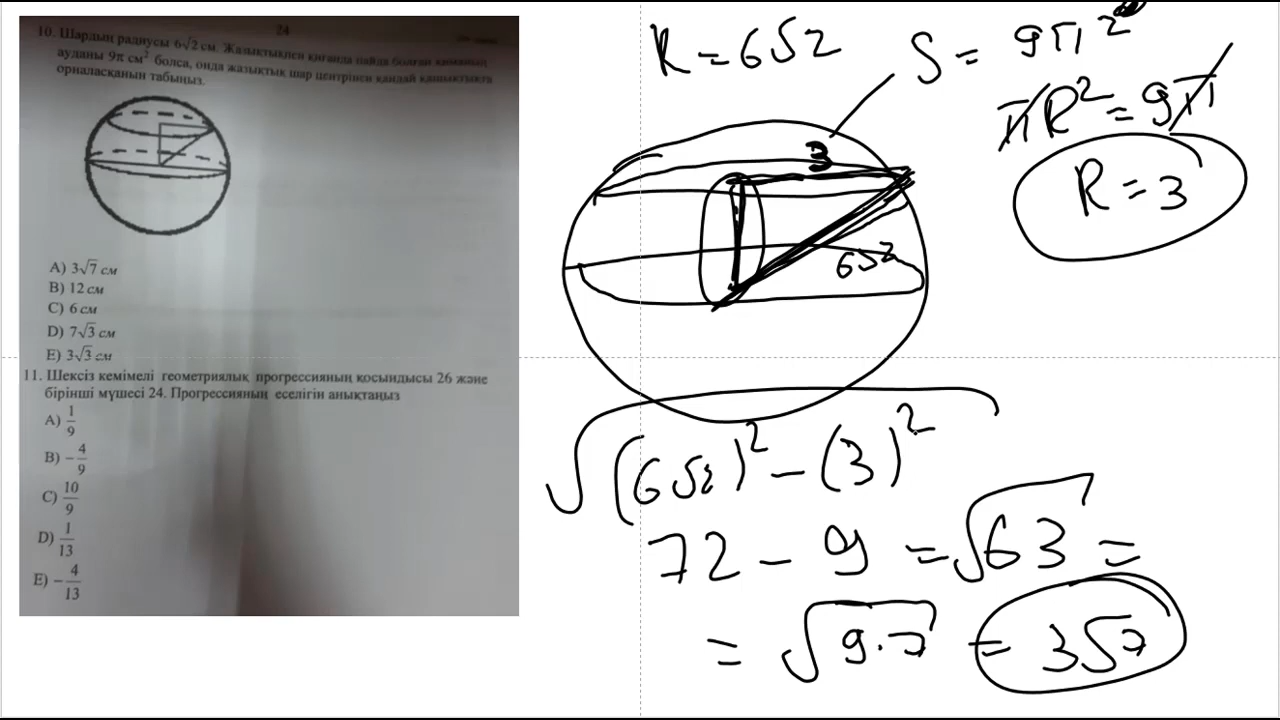 24
10. Шардың радиусы 6√2 см. Жазықтықпен қиғанда пайда болған қиманың
ауданы 9π см² болса, онда жазықтық шар центрінен қандай қашықтықта
орналасқанын табыңыз.
A) 3√7 см
B) 12 см
C) 6 см
D) 7√3 см
E) 3√3 см
11. Шексіз кемімелі геометриялық прогрессияның қосындысы 26 және
бірінші мүшесі 24. Прогрессияның еселігін анықтаңыз
A) 1/9
B) -4/9
C) 10/9
D) 1/13
E) -4/13
R = 6√2
S = 9π²
πR² = 9π
R = 3
3
6√2
√(6√2)² - (3)²
72 - 9 = √63 =
= √9·7 = 3√7